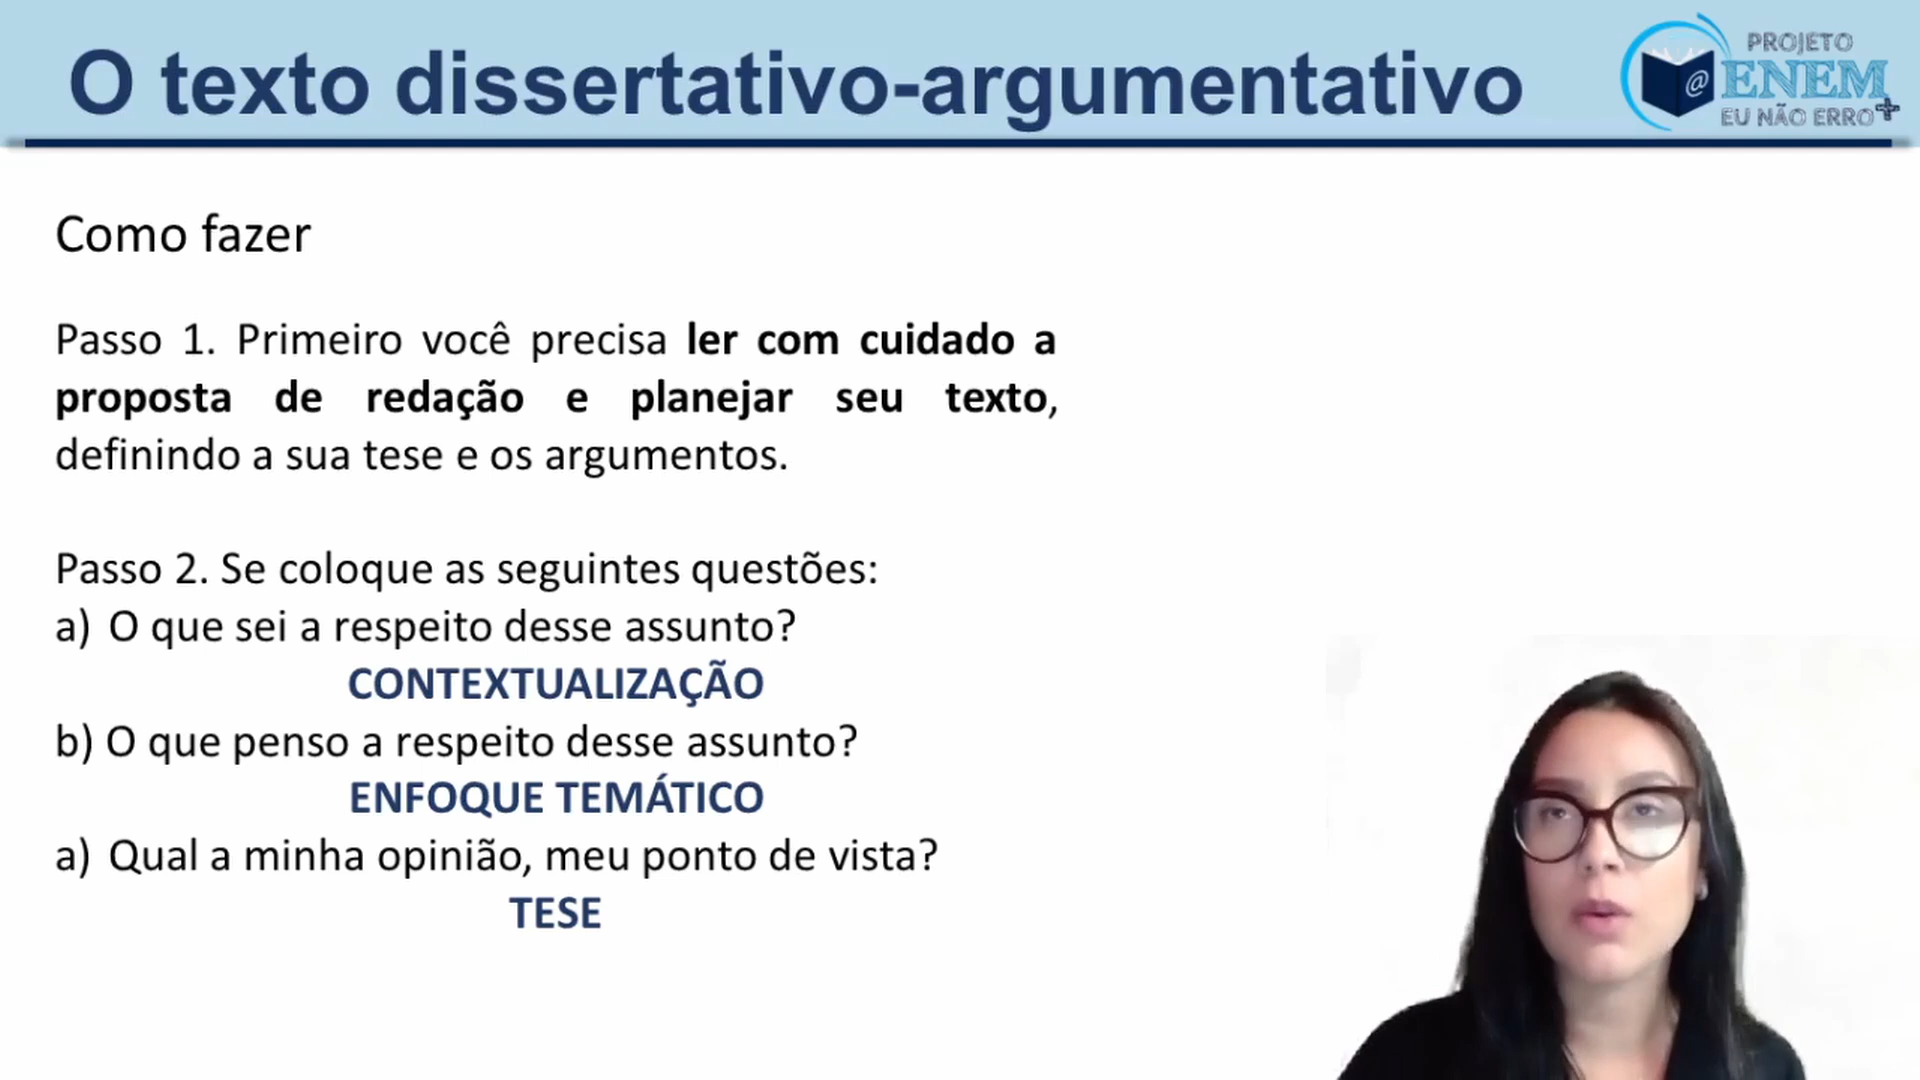 O texto dissertativo-argumentativo
PROJETO
@ENEM
EU NÃO ERRO+
Como fazer
Passo 1. Primeiro você precisa ler com cuidado a
proposta de redação e planejar seu texto,
definindo a sua tese e os argumentos.
Passo 2. Se coloque as seguintes questões:
a) O que sei a respeito desse assunto?
CONTEXTUALIZAÇÃO
b) O que penso a respeito desse assunto?
ENFOQUE TEMÁTICO
a) Qual a minha opinião, meu ponto de vista?
TESE